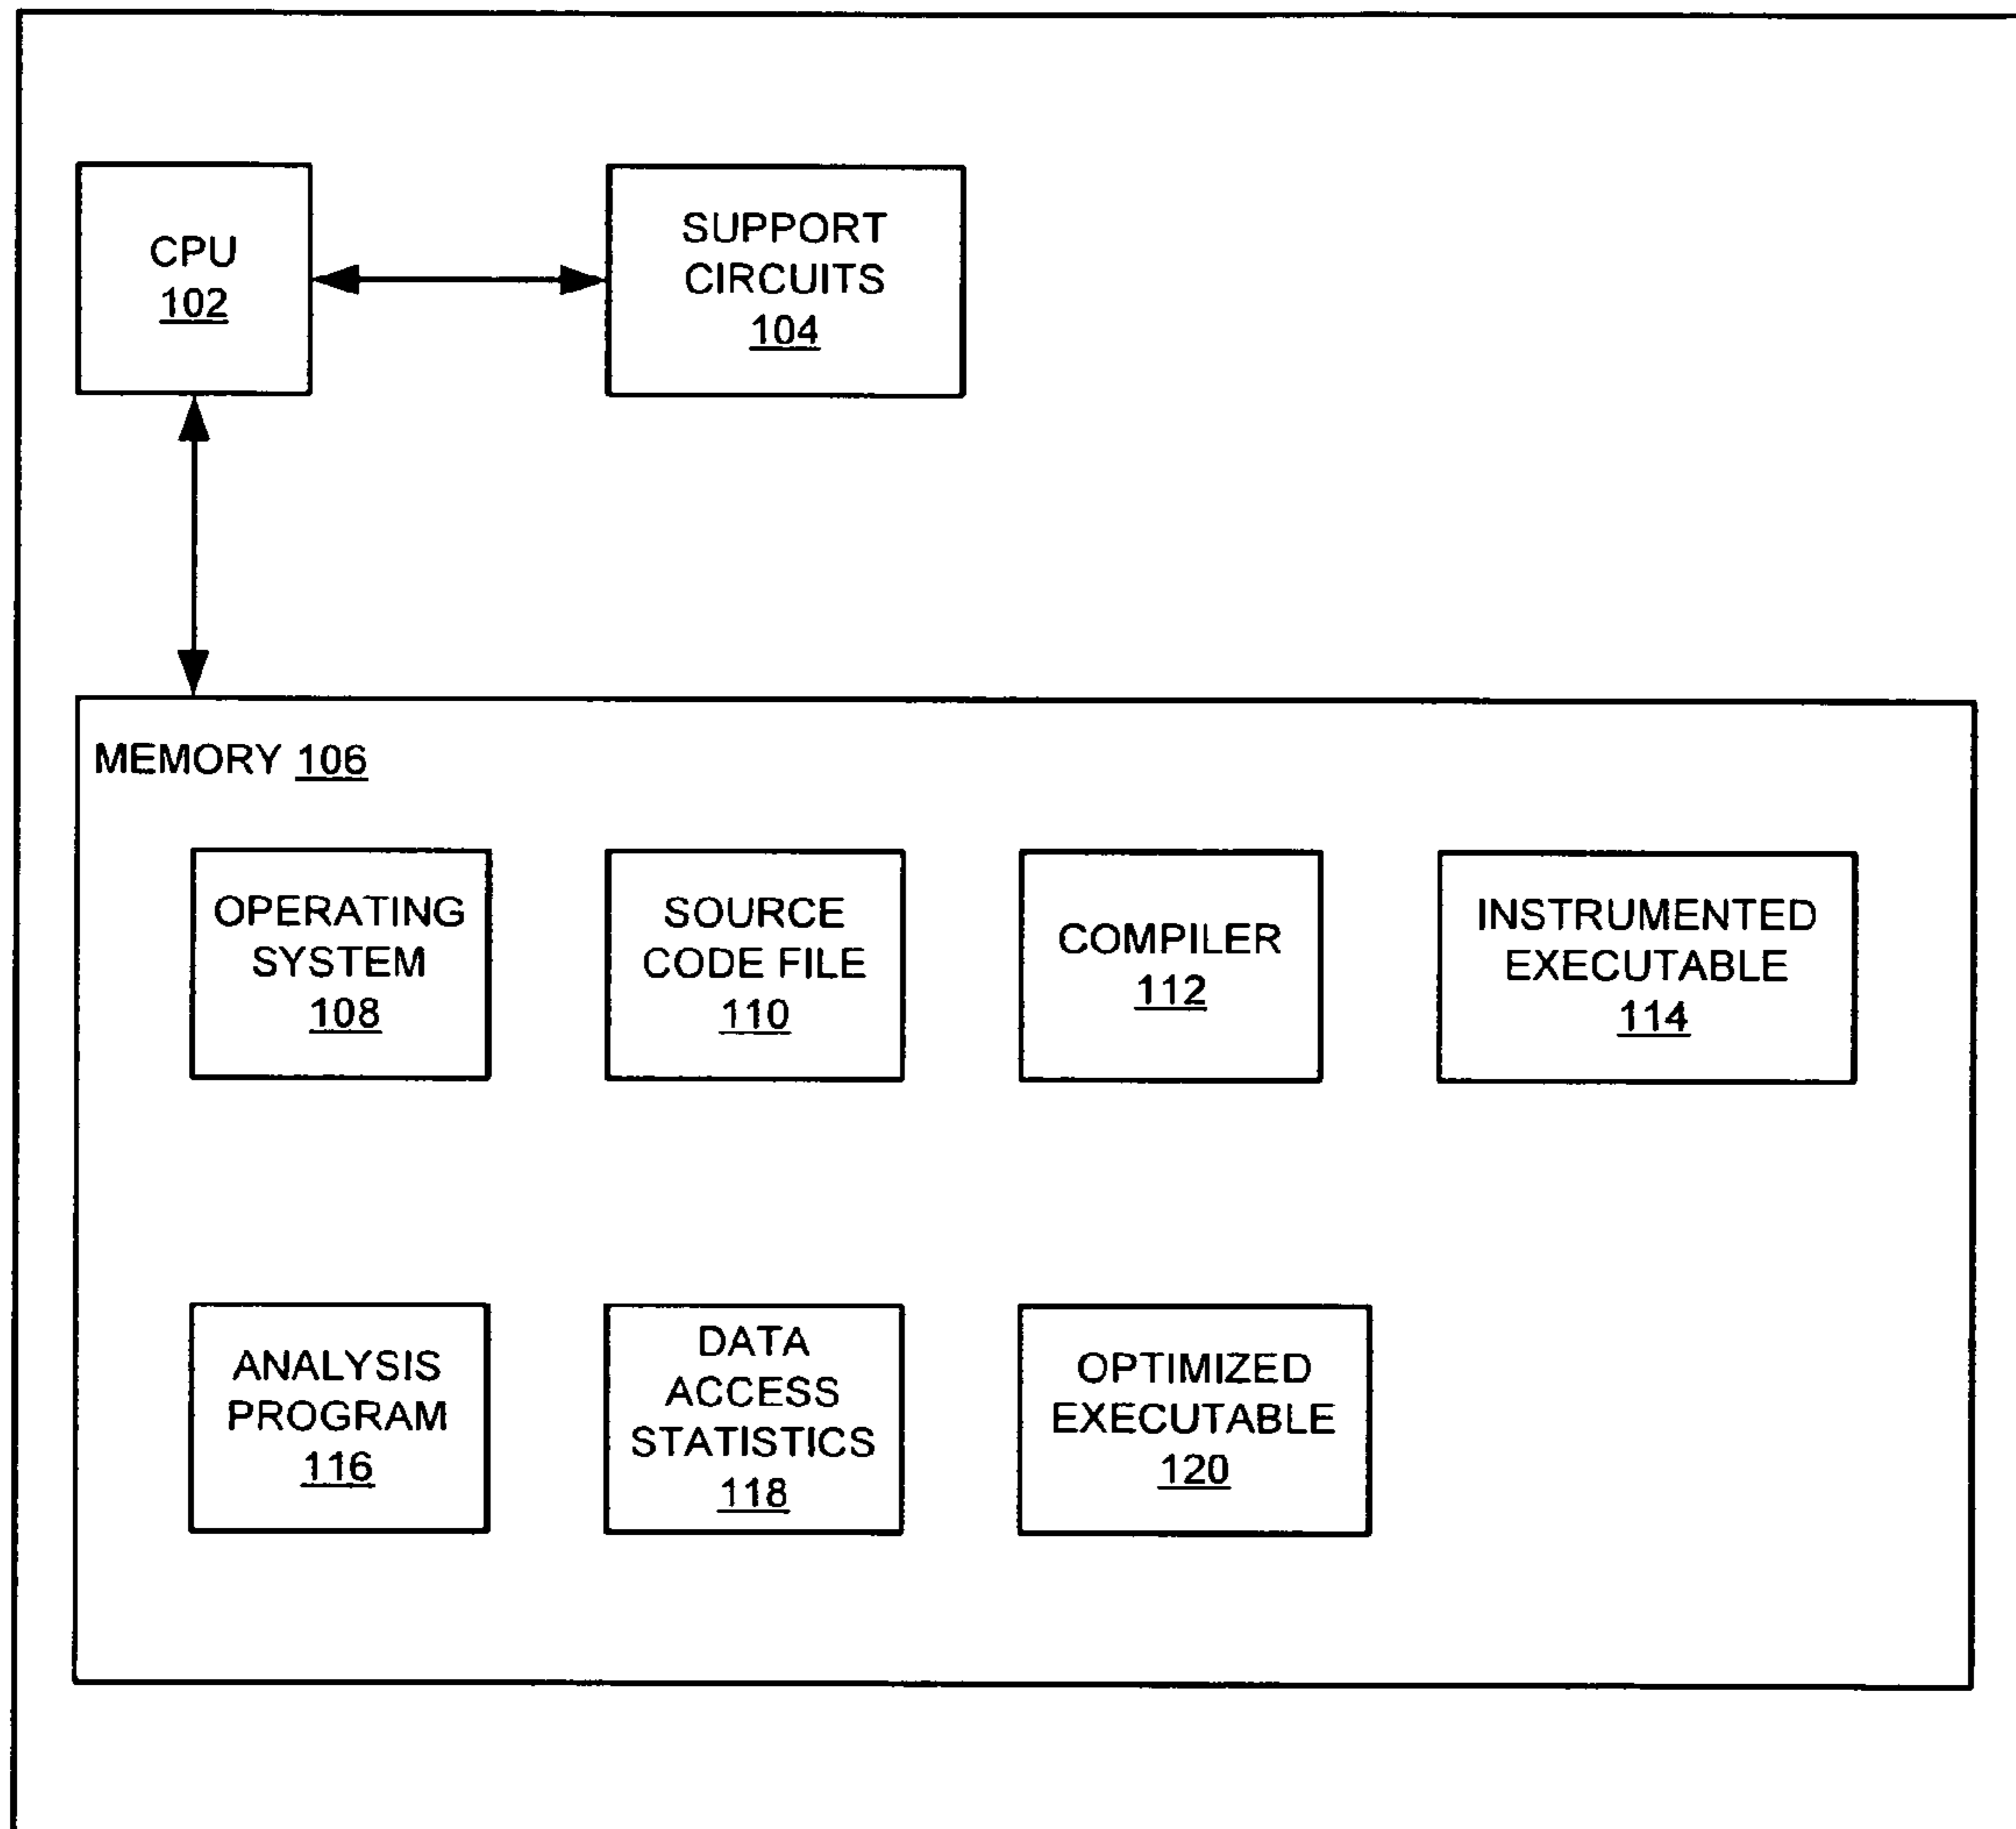 CPU
102
SUPPORT
CIRCUITS
104
MEMORY 106
OPERATING
SYSTEM
108
SOURCE
CODE FILE
110
COMPILER
112
INSTRUMENTED
EXECUTABLE
114
ANALYSIS
PROGRAM
116
DATA
ACCESS
STATISTICS
118
OPTIMIZED
EXECUTABLE
120